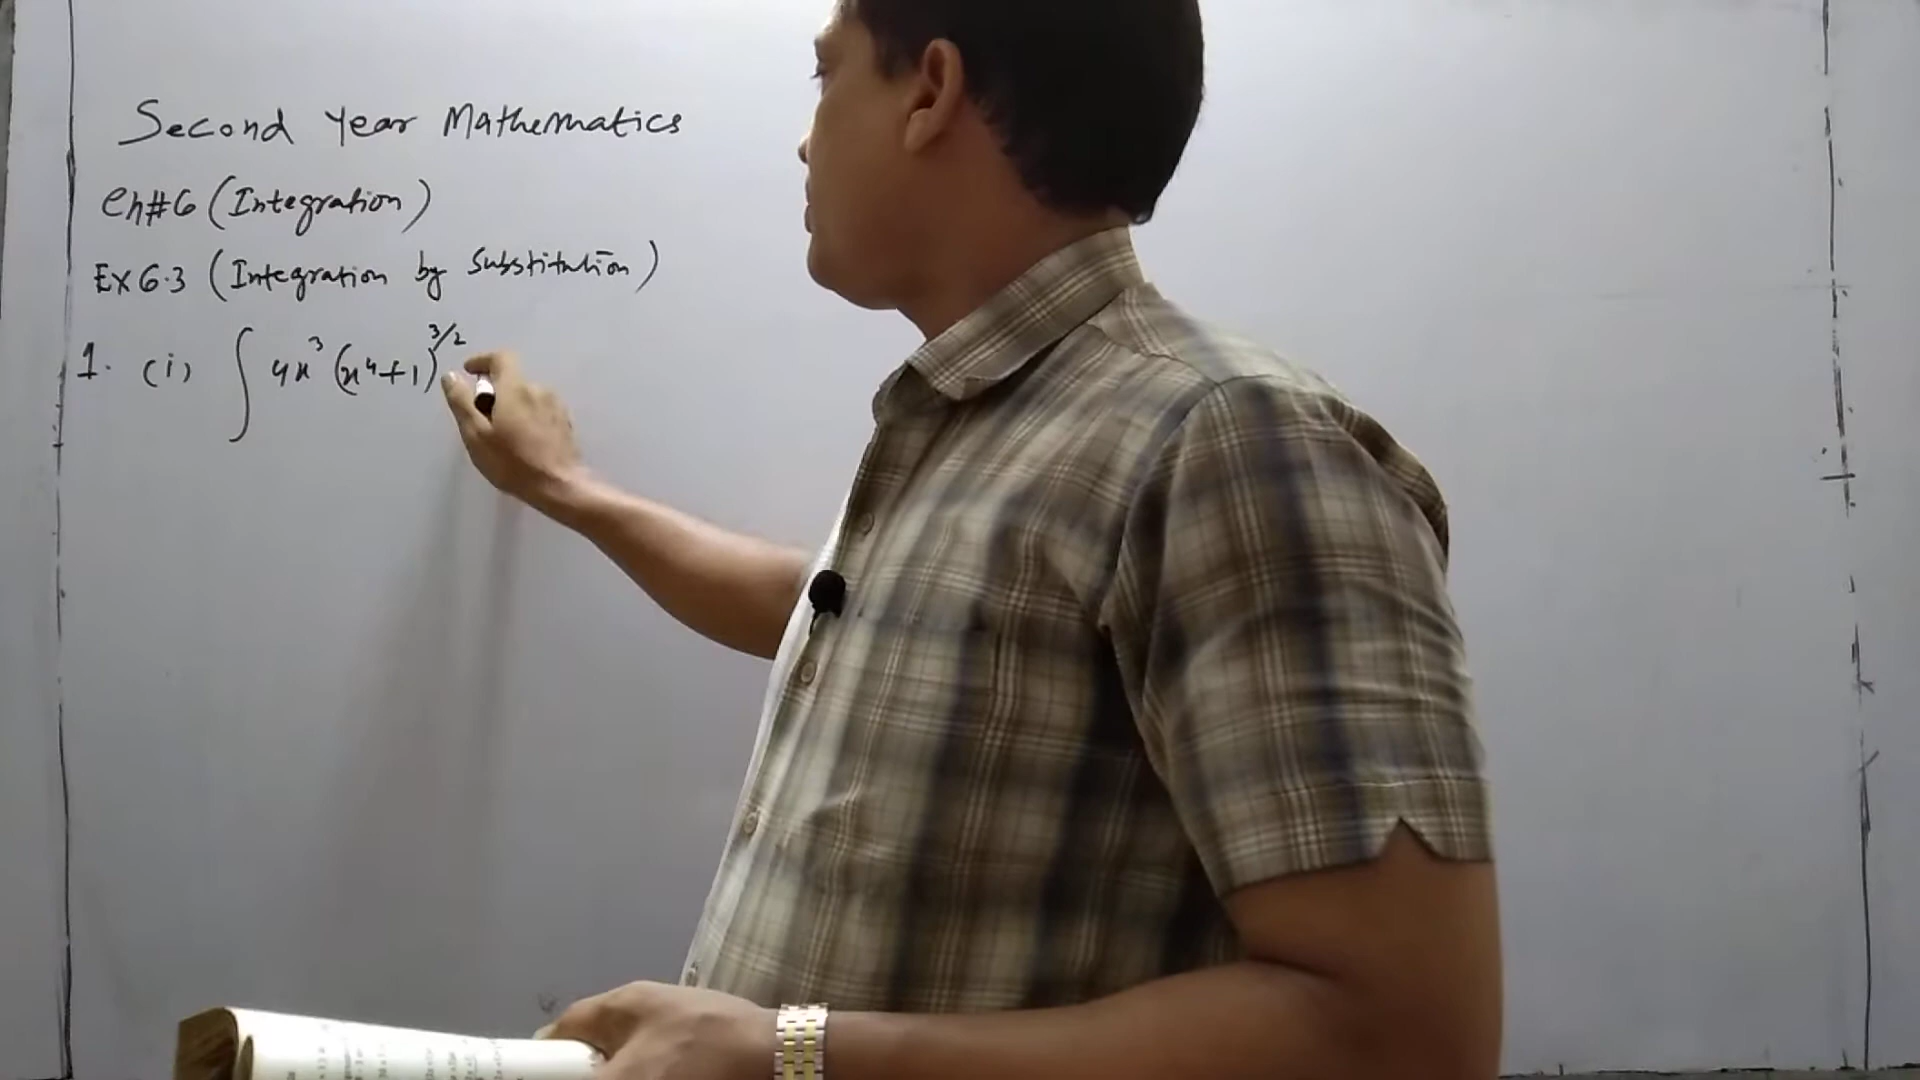 Second Year Mathematics
Ch#6 (Integration)
Ex 6.3 (Integration by Substitution)
1. (i) ∫ 4x³ (x⁴+1)^3/2